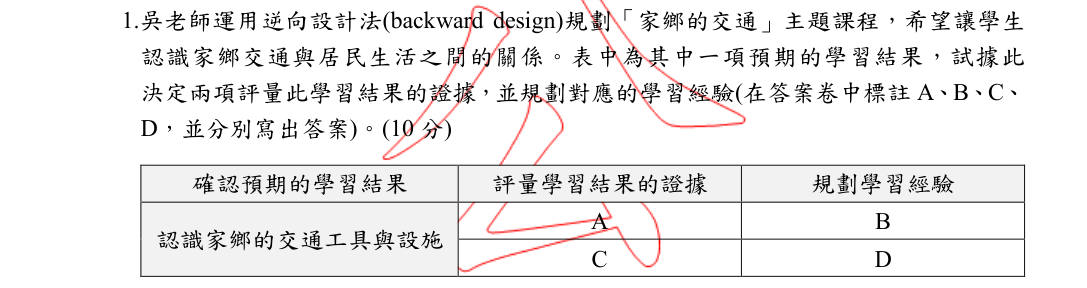 1.吳老師運用逆向設計法(backward design)規劃「家鄉的交通」主題課程，希望讓學生
認識家鄉交通與居民生活之間的關係。表中為其中一項預期的學習結果，試據此
決定兩項評量此學習結果的證據，並規劃對應的學習經驗(在答案卷中標註 A、B、C、
D，並分別寫出答案)。(10 分)
確認預期的學習結果 評量學習結果的證據 規劃學習經驗
認識家鄉的交通工具與設施
A B
C D